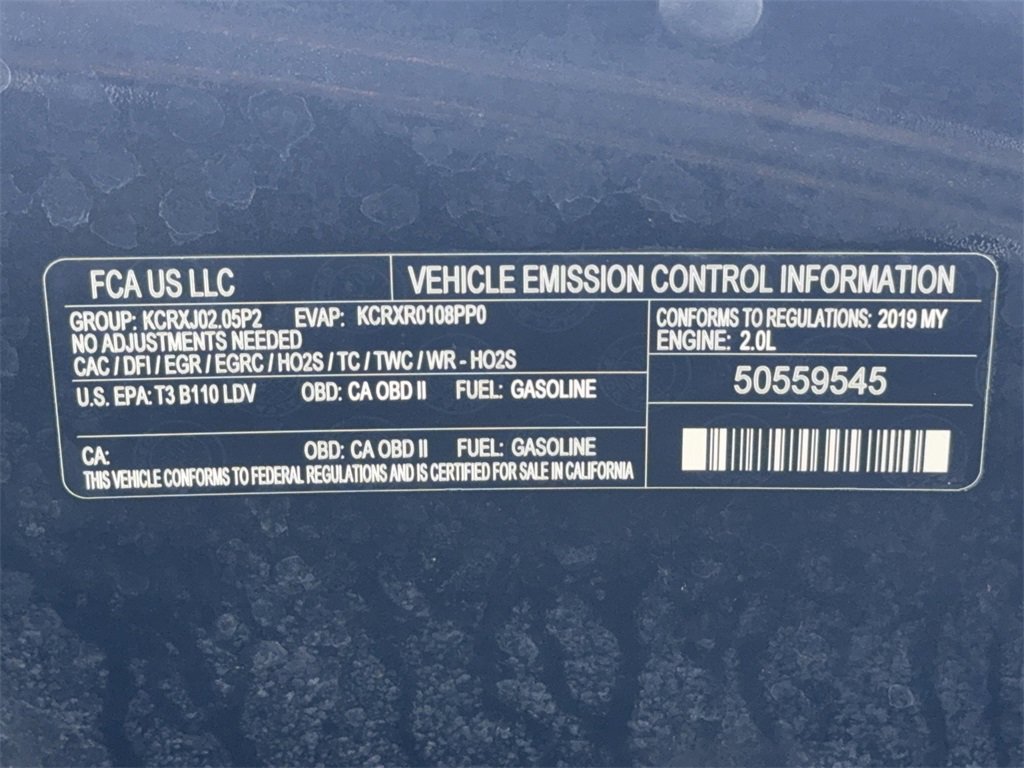 FCA US LLC
VEHICLE EMISSION CONTROL INFORMATION
GROUP: KCRXJ02.05P2 EVAP: KCRXR0108PP0
NO ADJUSTMENTS NEEDED
CAC / DFI / EGR / EGRC / HO2S / TC / TWC / WR - HO2S
CONFORMS TO REGULATIONS: 2019 MY
ENGINE: 2.0L
U.S. EPA: T3 B110 LDV OBD: CA OBD II FUEL: GASOLINE
50559545
CA: OBD: CA OBD II FUEL: GASOLINE
THIS VEHICLE CONFORMS TO FEDERAL REGULATIONS AND IS CERTIFIED FOR SALE IN CALIFORNIA